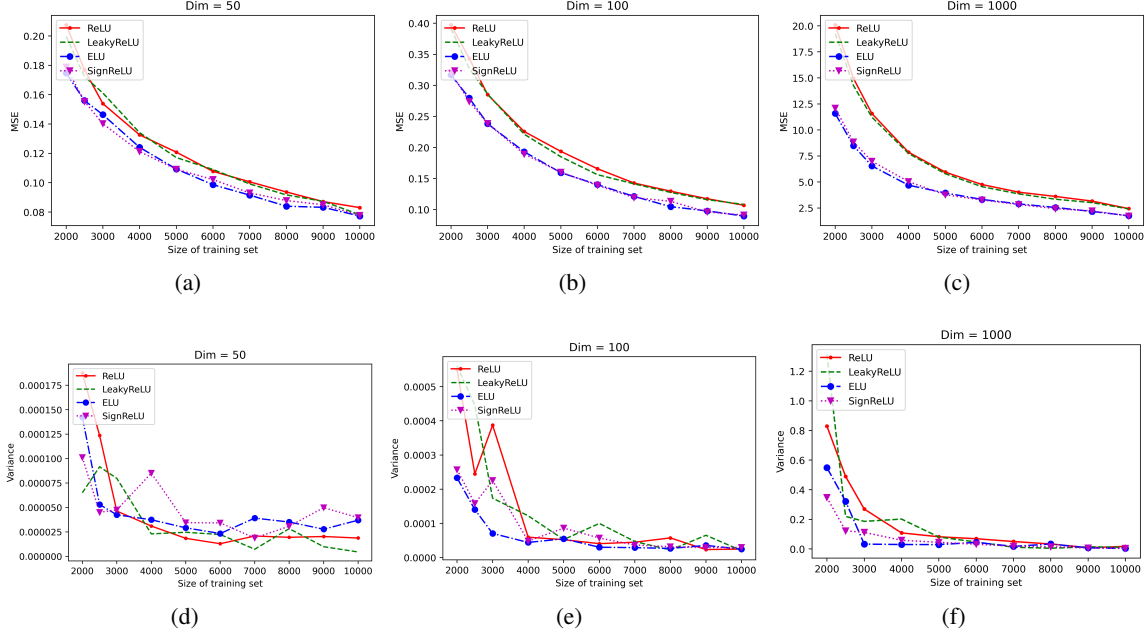 Dim = 50
0.20
0.18
0.16
0.14
0.12
0.10
0.08
MSE
ReLU
LeakyReLU
ELU
SignReLU
2000 3000 4000 5000 6000 7000 8000 9000 10000
Size of training set
(a)
Dim = 100
0.40
0.35
0.30
0.25
0.20
0.15
0.10
MSE
ReLU
LeakyReLU
ELU
SignReLU
2000 3000 4000 5000 6000 7000 8000 9000 10000
Size of training set
(b)
Dim = 1000
20.0
17.5
15.0
12.5
10.0
7.5
5.0
2.5
MSE
ReLU
LeakyReLU
ELU
SignReLU
2000 3000 4000 5000 6000 7000 8000 9000 10000
Size of training set
(c)
Dim = 50
0.000175
0.000150
0.000125
0.000100
0.000075
0.000050
0.000025
0.000000
Variance
ReLU
LeakyReLU
ELU
SignReLU
2000 3000 4000 5000 6000 7000 8000 9000 10000
Size of training set
(d)
Dim = 100
0.0005
0.0004
0.0003
0.0002
0.0001
0.0000
Variance
ReLU
LeakyReLU
ELU
SignReLU
2000 3000 4000 5000 6000 7000 8000 9000 10000
Size of training set
(e)
Dim = 1000
1.2
1.0
0.8
0.6
0.4
0.2
0.0
Variance
ReLU
LeakyReLU
ELU
SignReLU
2000 3000 4000 5000 6000 7000 8000 9000 10000
Size of training set
(f)